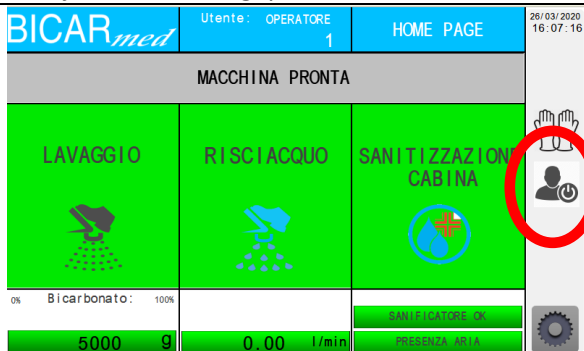 BICARmed
Utente: OPERATORE
1
HOME PAGE
26/03/2020
16:07:16
MACCHINA PRONTA
LAVAGGIO
RISCIACQUO
SANITIZZAZIONE
CABINA
0% Bicarbonato: 100%
5000 g
0.00 l/min
SANIFICATORE OK
PRESENZA ARIA